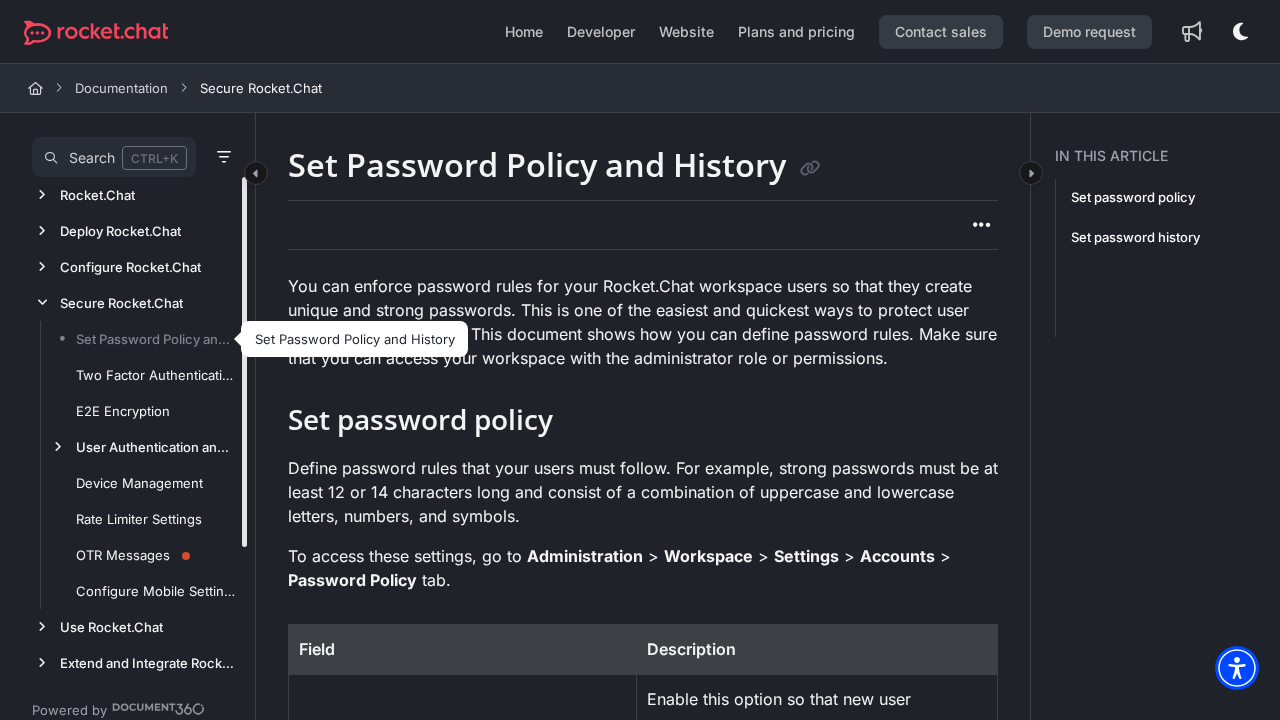 rocket.chat
Home
Developer
Website
Plans and pricing
Contact sales
Demo request
Documentation
Secure Rocket.Chat
Search
CTRL+K
Rocket.Chat
Deploy Rocket.Chat
Configure Rocket.Chat
Secure Rocket.Chat
Set Password Policy an...
Two Factor Authenticati...
E2E Encryption
User Authentication an...
Device Management
Rate Limiter Settings
OTR Messages
Configure Mobile Settin...
Use Rocket.Chat
Extend and Integrate Rock...
Powered by DOCUMENT360
Set Password Policy and History
Set Password Policy and History
You can enforce password rules for your Rocket.Chat workspace users so that they create
unique and strong passwords. This is one of the easiest and quickest ways to protect user
This document shows how you can define password rules. Make sure
that you can access your workspace with the administrator role or permissions.
Set password policy
Define password rules that your users must follow. For example, strong passwords must be at
least 12 or 14 characters long and consist of a combination of uppercase and lowercase
letters, numbers, and symbols.
To access these settings, go to Administration > Workspace > Settings > Accounts >
Password Policy tab.
Field
Description
Enable this option so that new user
IN THIS ARTICLE
Set password policy
Set password history